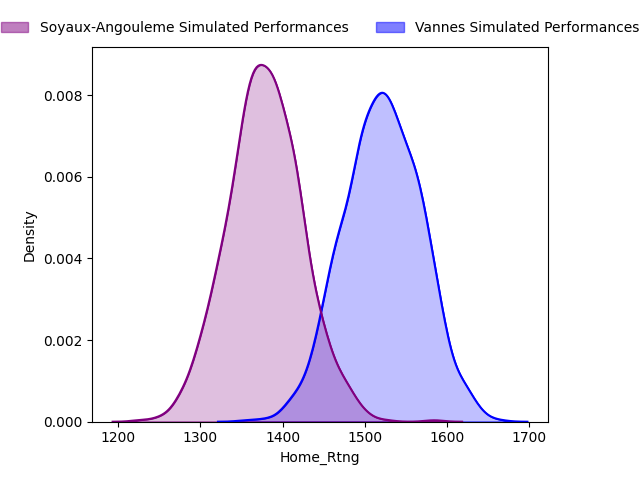 Soyaux-Angouleme Simulated Performances Vannes Simulated Performances
0.008
0.006
0.004
0.002
0.000
Density
1200 1300 1400 1500 1600 1700
Home_Rtng